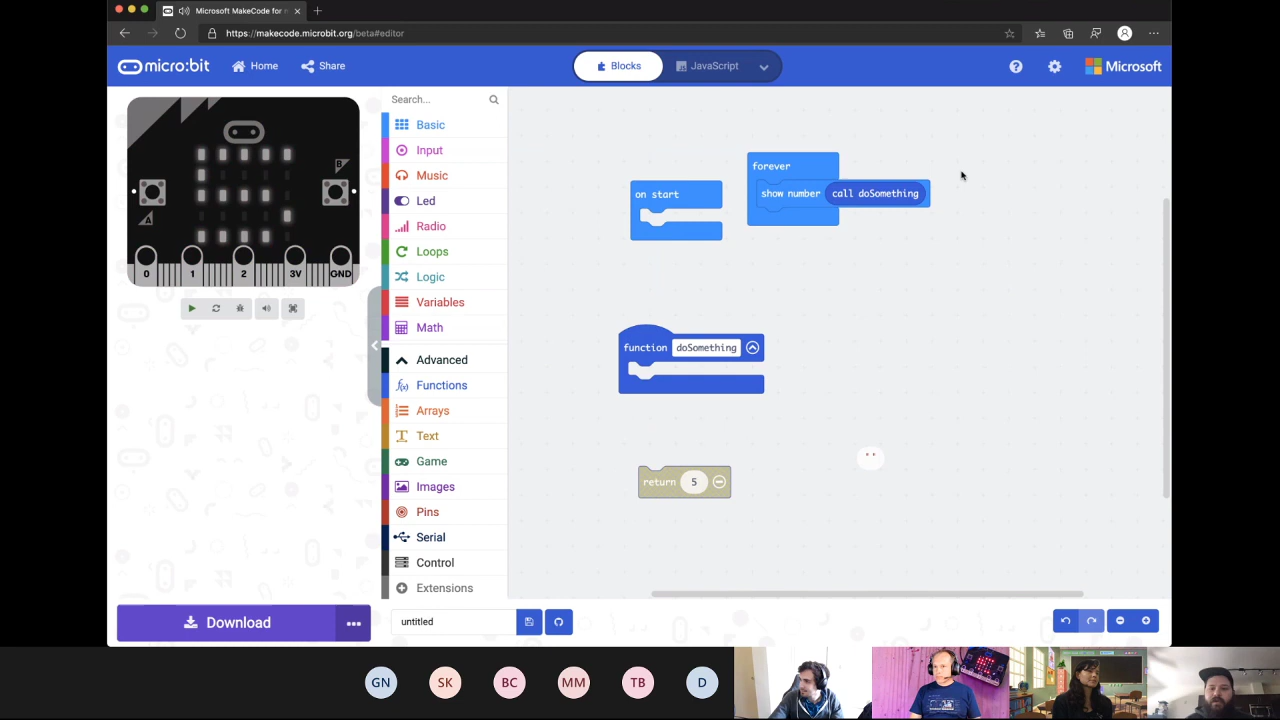 Microsoft MakeCode for
https://makecode.microbit.org/beta#editor
micro:bit
Home
Share
Blocks
JavaScript
Microsoft
Search...
Basic
Input
Music
Led
Radio
Loops
Logic
Variables
Math
Advanced
Functions
Arrays
Text
Game
Images
Pins
Serial
Control
Extensions
A
B
0
1
2
3V
GND
on start
forever
show number call doSomething
function doSomething
return 5
" "
Download
untitled
GN
SK
BC
MM
TB
D